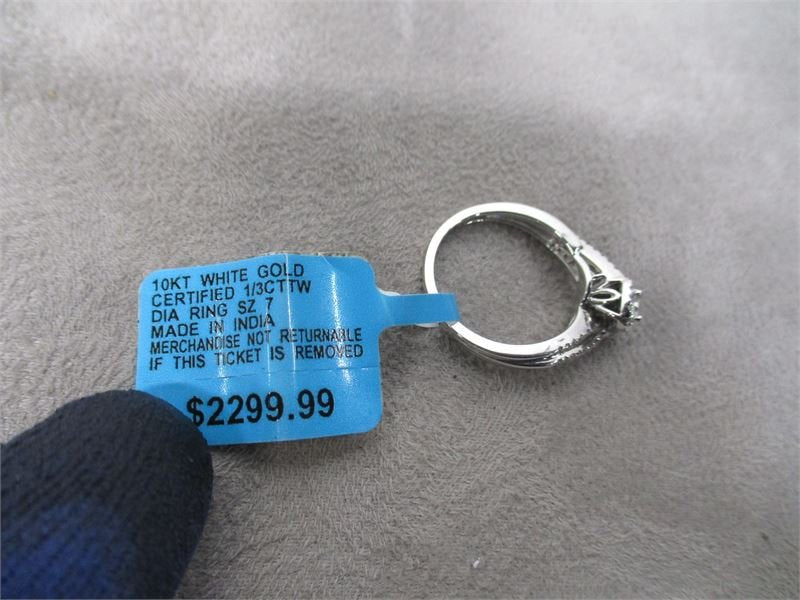 10KT WHITE GOLD
CERTIFIED 1/3CTTW
DIA RING SZ 7
MADE IN INDIA
MERCHANDISE NOT RETURNABLE
IF THIS TICKET IS REMOVED
$2299.99